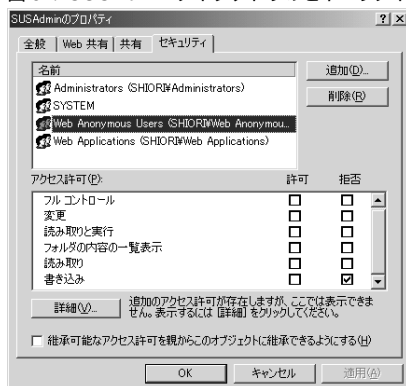 SUSAdminのプロパティ
全般
Web 共有
共有
セキュリティ
名前
追加(D)...
Administrators (SHIORI¥Administrators)
削除(R)
SYSTEM
Web Anonymous Users (SHIORI¥Web Anonymou...
Web Applications (SHIORI¥Web Applications)
アクセス許可(P):
許可
拒否
フル コントロール
変更
読み取りと実行
フォルダの内容の一覧表示
読み取り
書き込み
詳細(V)...
追加のアクセス許可が存在しますが、ここでは表示できま
せん。表示するには [詳細] をクリックしてください。
継承可能なアクセス許可を親からこのオブジェクトに継承できるようにする(H)
OK
キャンセル
適用(A)